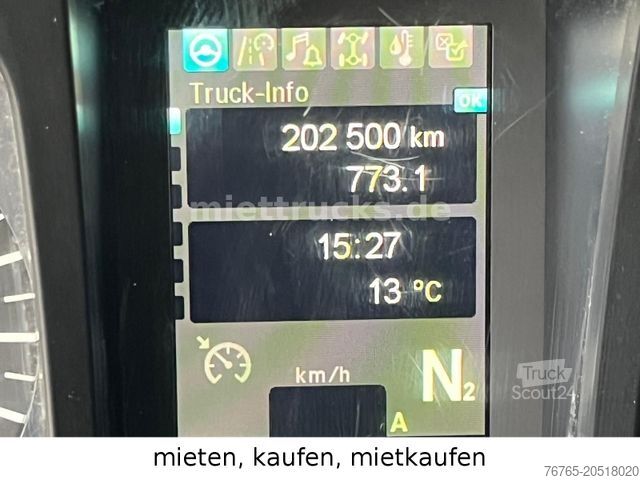 Truck-Info
OK
202 500 km
773.1
miettrucks.de
15:27
13 °C
km/h
N2
A
Truck
Scout24
mieten, kaufen, mietkaufen
76765-20518020